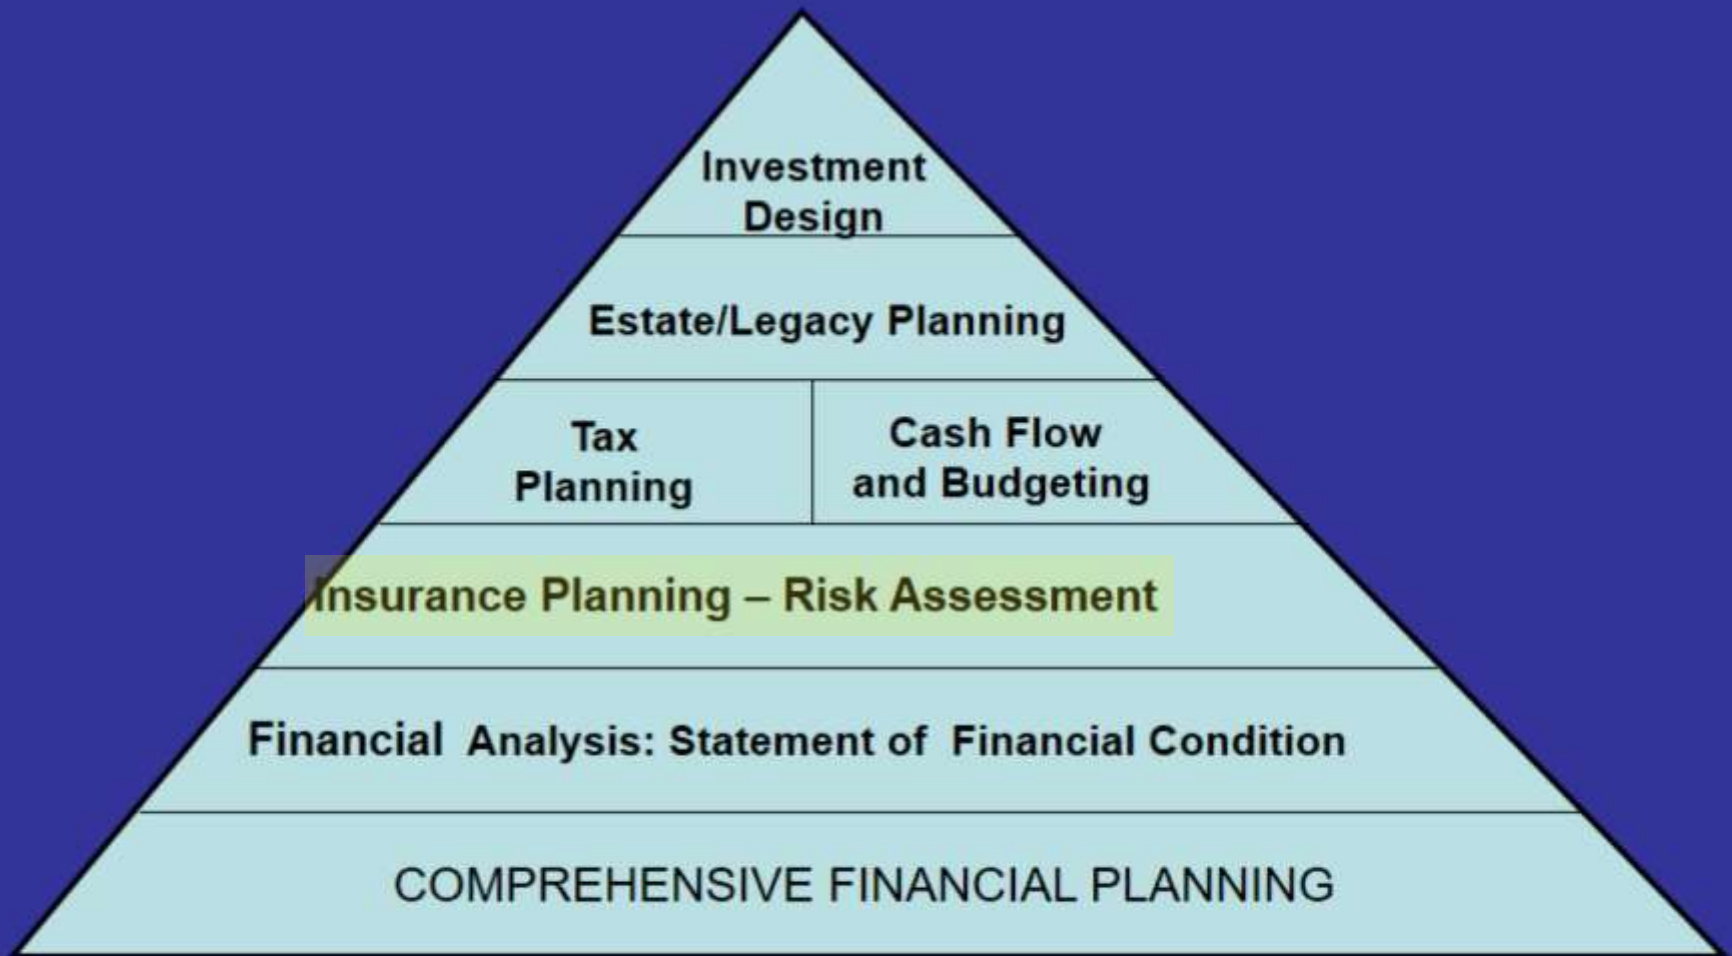 Investment
Design
Estate/Legacy Planning
Tax
Planning
Cash Flow
and Budgeting
Insurance Planning – Risk Assessment
Financial Analysis: Statement of Financial Condition
COMPREHENSIVE FINANCIAL PLANNING